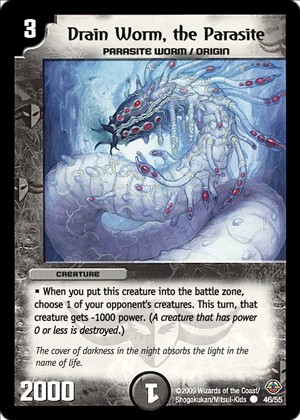 3
Drain Worm, the Parasite
PARASITE WORM / ORIGIN
CREATURE
▪ When you put this creature into the battle zone,
choose 1 of your opponent's creatures. This turn, that
creature gets -1000 power. (A creature that has power
0 or less is destroyed.)
The cover of darkness in the night absorbs the light in the
name of life.
2000
1
©2009 Wizards of the Coast/
Shogakukan/Mitsui-Kids
46/55